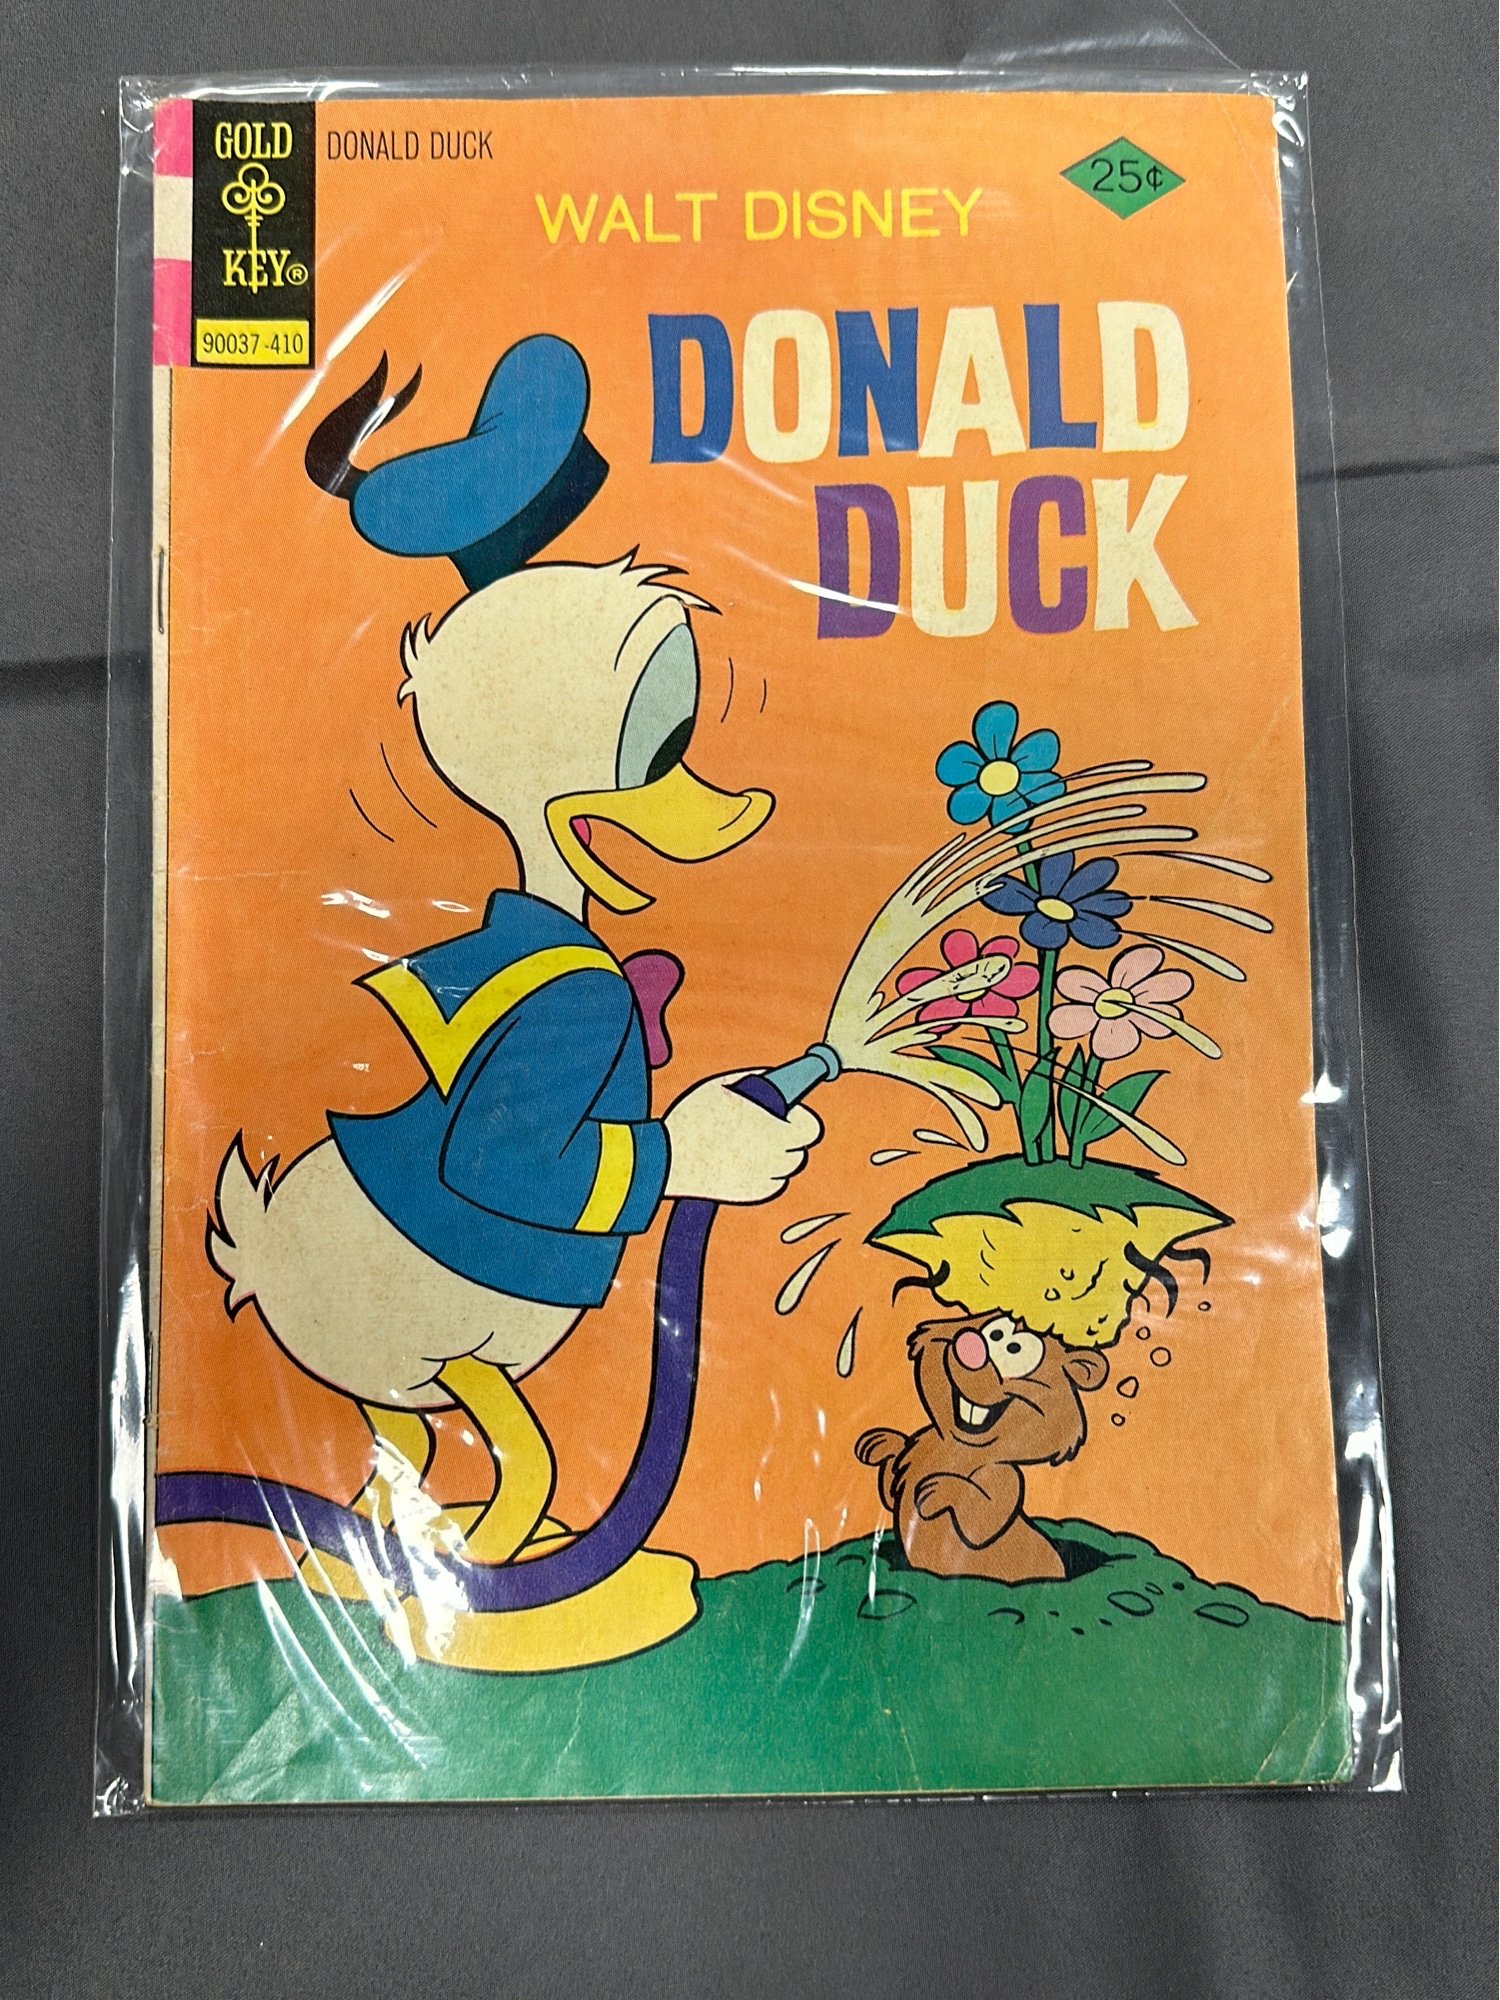 GOLD
KEY®
90037-410
DONALD DUCK
25¢
WALT DISNEY
DONALD
DUCK